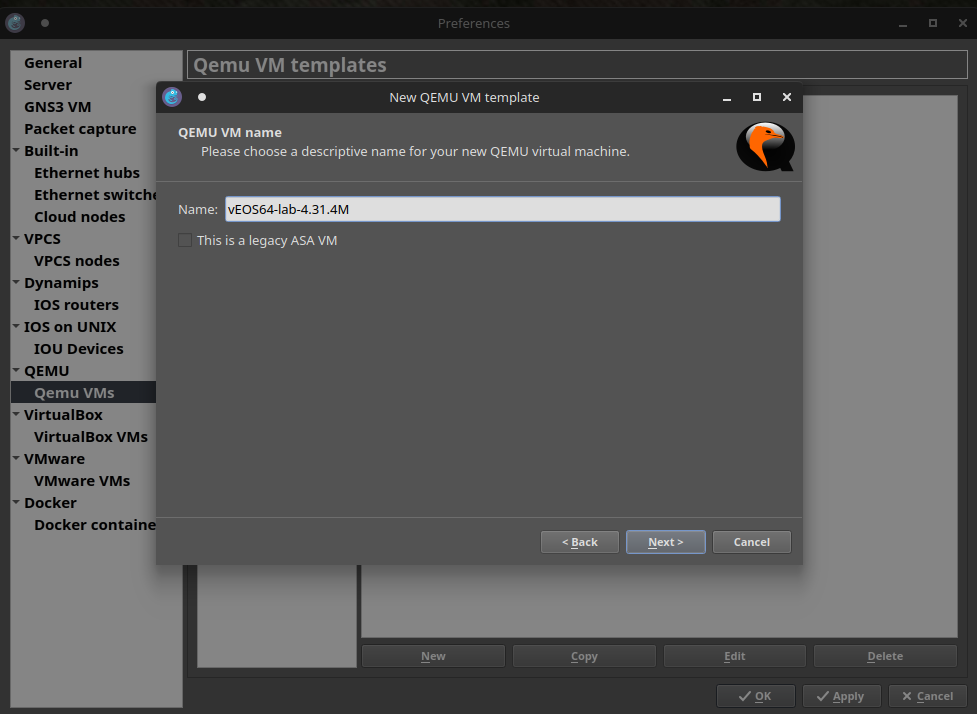 Preferences
General
Server
GNS3 VM
Packet capture
Built-in
Ethernet hubs
Ethernet switche
Cloud nodes
VPCS
VPCS nodes
Dynamips
IOS routers
IOS on UNIX
IOU Devices
QEMU
Qemu VMs
VirtualBox
VirtualBox VMs
VMware
VMware VMs
Docker
Docker containe
Qemu VM templates
New QEMU VM template
QEMU VM name
Please choose a descriptive name for your new QEMU virtual machine.
Name: vEOS64-lab-4.31.4M
This is a legacy ASA VM
< Back Next > Cancel
New Copy Edit Delete
OK Apply Cancel